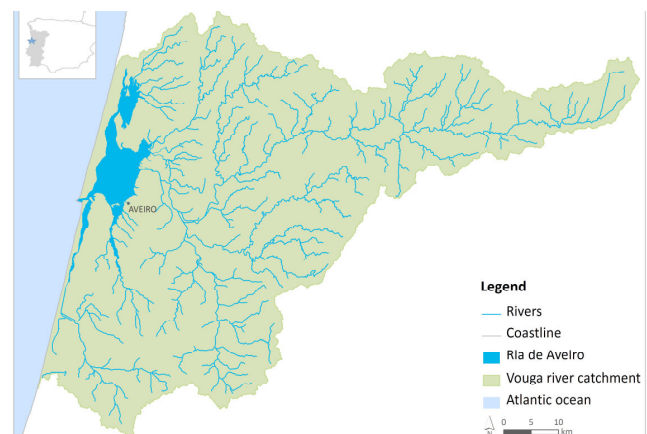 AVEIRO
Legend
Rivers
Coastline
Ria de Aveiro
Vouga river catchment
Atlantic ocean
N
0 5 10
km